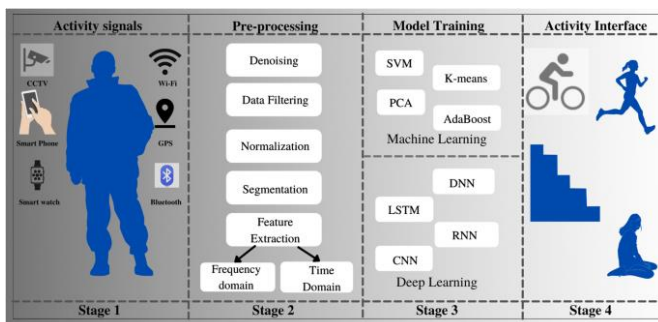 Activity signals
Pre-processing
Model Training
Activity Interface
CCTV
Wi-Fi
Smart Phone
GPS
Smart watch
Bluetooth
Denoising
Data Filtering
Normalization
Segmentation
Feature
Extraction
Frequency
domain
Time
Domain
SVM
K-means
PCA
AdaBoost
Machine Learning
DNN
LSTM
RNN
CNN
Deep Learning
Stage 1
Stage 2
Stage 3
Stage 4